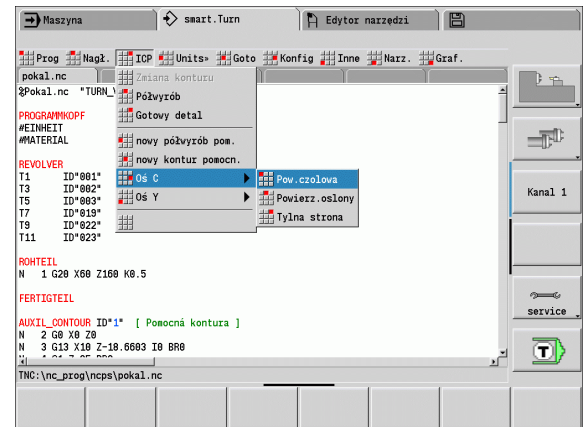 Maszyna
smart.Turn
Edytor narzędzi
Prog Nagł. ICP Units» Goto Konfig Inne Narz. Graf.
pokal.nc
%Pokal.nc "TURN_
Zmiana konturu
Półwyrób
Gotowy detal
nowy półwyrób pom.
nowy kontur pomocn.
Oś C
Oś Y
Pow.czolowa
Powierz.oslony
Tylna strona
PROGRAMMKOPF
#EINHEIT
#MATERIAL
REVOLVER
T1 ID"001"
T3 ID"002"
T5 ID"003"
T7 ID"019"
T9 ID"022"
T11 ID"023"
ROHTEIL
N 1 G20 X60 Z160 K0.5
FERTIGTEIL
AUXIL_CONTOUR ID"1" [ Pomocná kontura ]
N 2 G0 X0 Z0
N 3 G13 X10 Z-18.6603 I0 BR0
TNC:\nc_prog\ncps\pokal.nc
Kanal 1
service
T